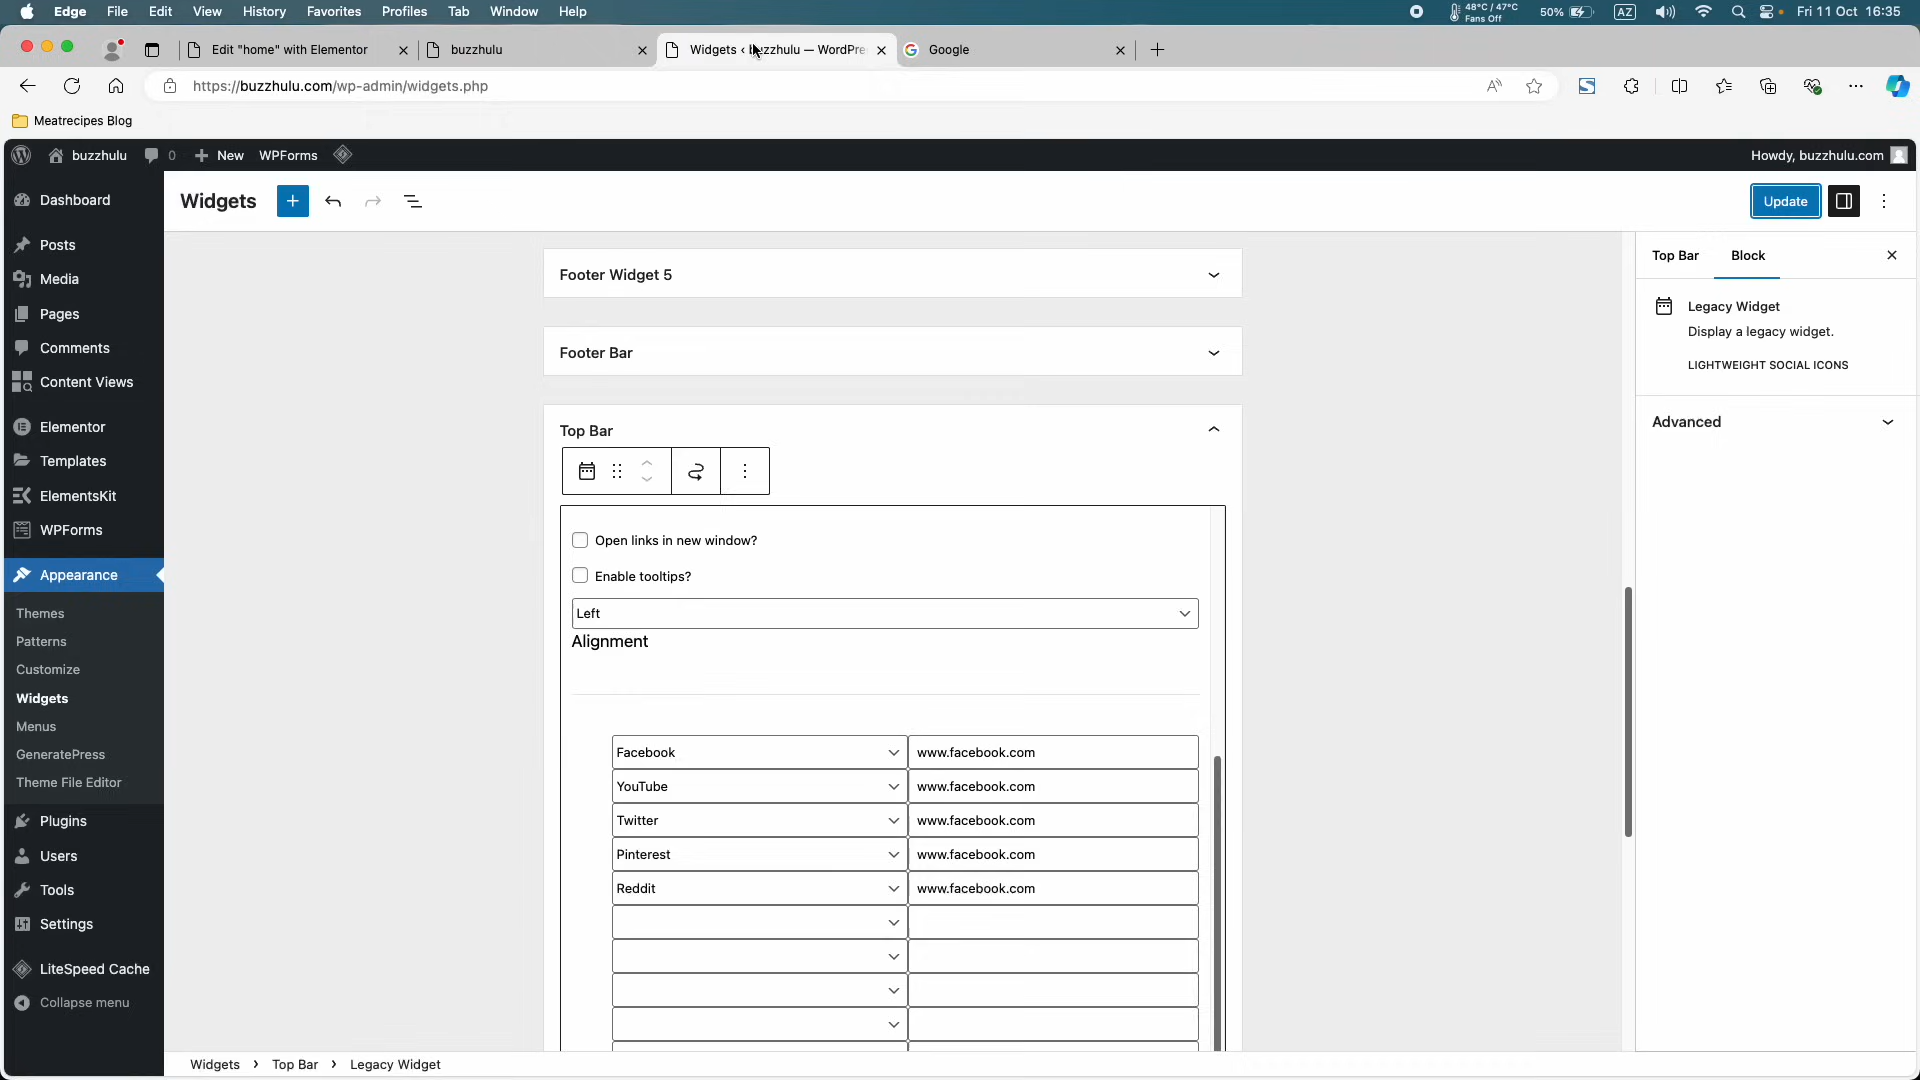 Edge File Edit View History Favorites Profiles Tab Window Help
48°C / 47°C
Fans Off
50%
AZ
Fri 11 Oct 16:35
Edit "home" with Elementor
buzzhulu
Widgets ‹ buzzhulu — WordPre
Google
https://buzzhulu.com/wp-admin/widgets.php
Meatrecipes Blog
buzzhulu
0
New
WPForms
Howdy, buzzhulu.com
Dashboard
Posts
Media
Pages
Comments
Content Views
Elementor
Templates
ElementsKit
WPForms
Appearance
Themes
Patterns
Customize
Widgets
Menus
GeneratePress
Theme File Editor
Plugins
Users
Tools
Settings
LiteSpeed Cache
Collapse menu
Widgets
Update
Footer Widget 5
Footer Bar
Top Bar
Open links in new window?
Enable tooltips?
Left
Alignment
Facebook www.facebook.com
YouTube www.facebook.com
Twitter www.facebook.com
Pinterest www.facebook.com
Reddit www.facebook.com
Top Bar
Block
Legacy Widget
Display a legacy widget.
LIGHTWEIGHT SOCIAL ICONS
Advanced
Widgets › Top Bar › Legacy Widget